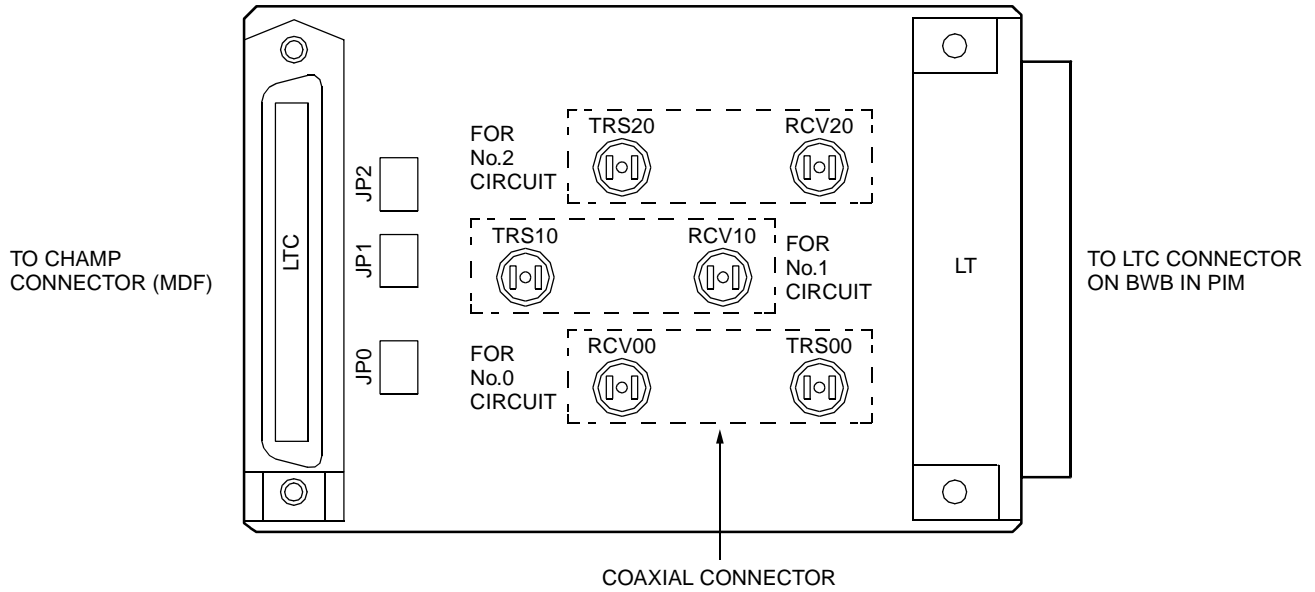 TRS20
RCV20
FOR
No.2
CIRCUIT
JP2
TRS10
RCV10
FOR
No.1
CIRCUIT
JP1
LTC
LT
TO CHAMP
CONNECTOR (MDF)
TO LTC CONNECTOR
ON BWB IN PIM
RCV00
TRS00
FOR
No.0
CIRCUIT
JP0
COAXIAL CONNECTOR